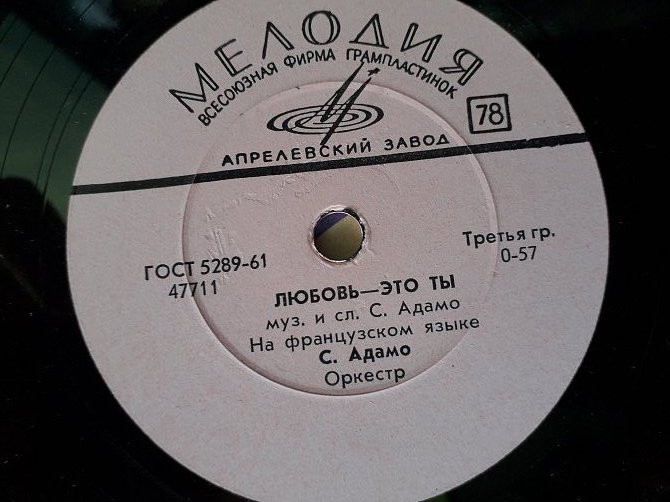 МЕЛОДИЯ
ВСЕСОЮЗНАЯ ФИРМА ГРАМПЛАСТИНОК
78
АПРЕЛЕВСКИЙ ЗАВОД
ГОСТ 5289-61
47711
Третья гр.
0-57
ЛЮБОВЬ—ЭТО ТЫ
муз. и сл. С. Адамо
На французском языке
С. Адамо
Оркестр